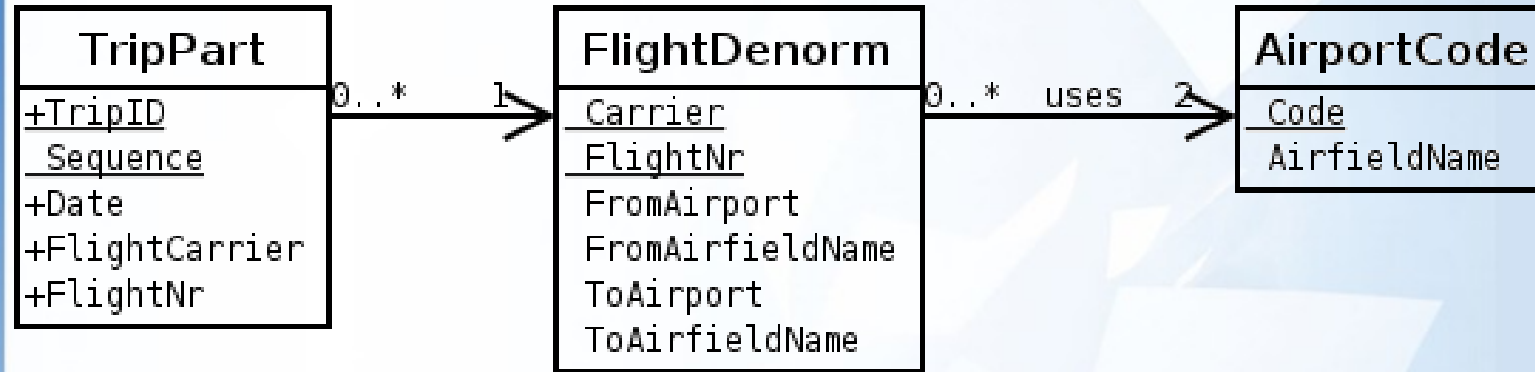 TripPart
+TripID
Sequence
+Date
+FlightCarrier
+FlightNr
0..* 1
FlightDenorm
Carrier
FlightNr
FromAirport
FromAirfieldName
ToAirport
ToAirfieldName
0..* uses 2
AirportCode
Code
AirfieldName